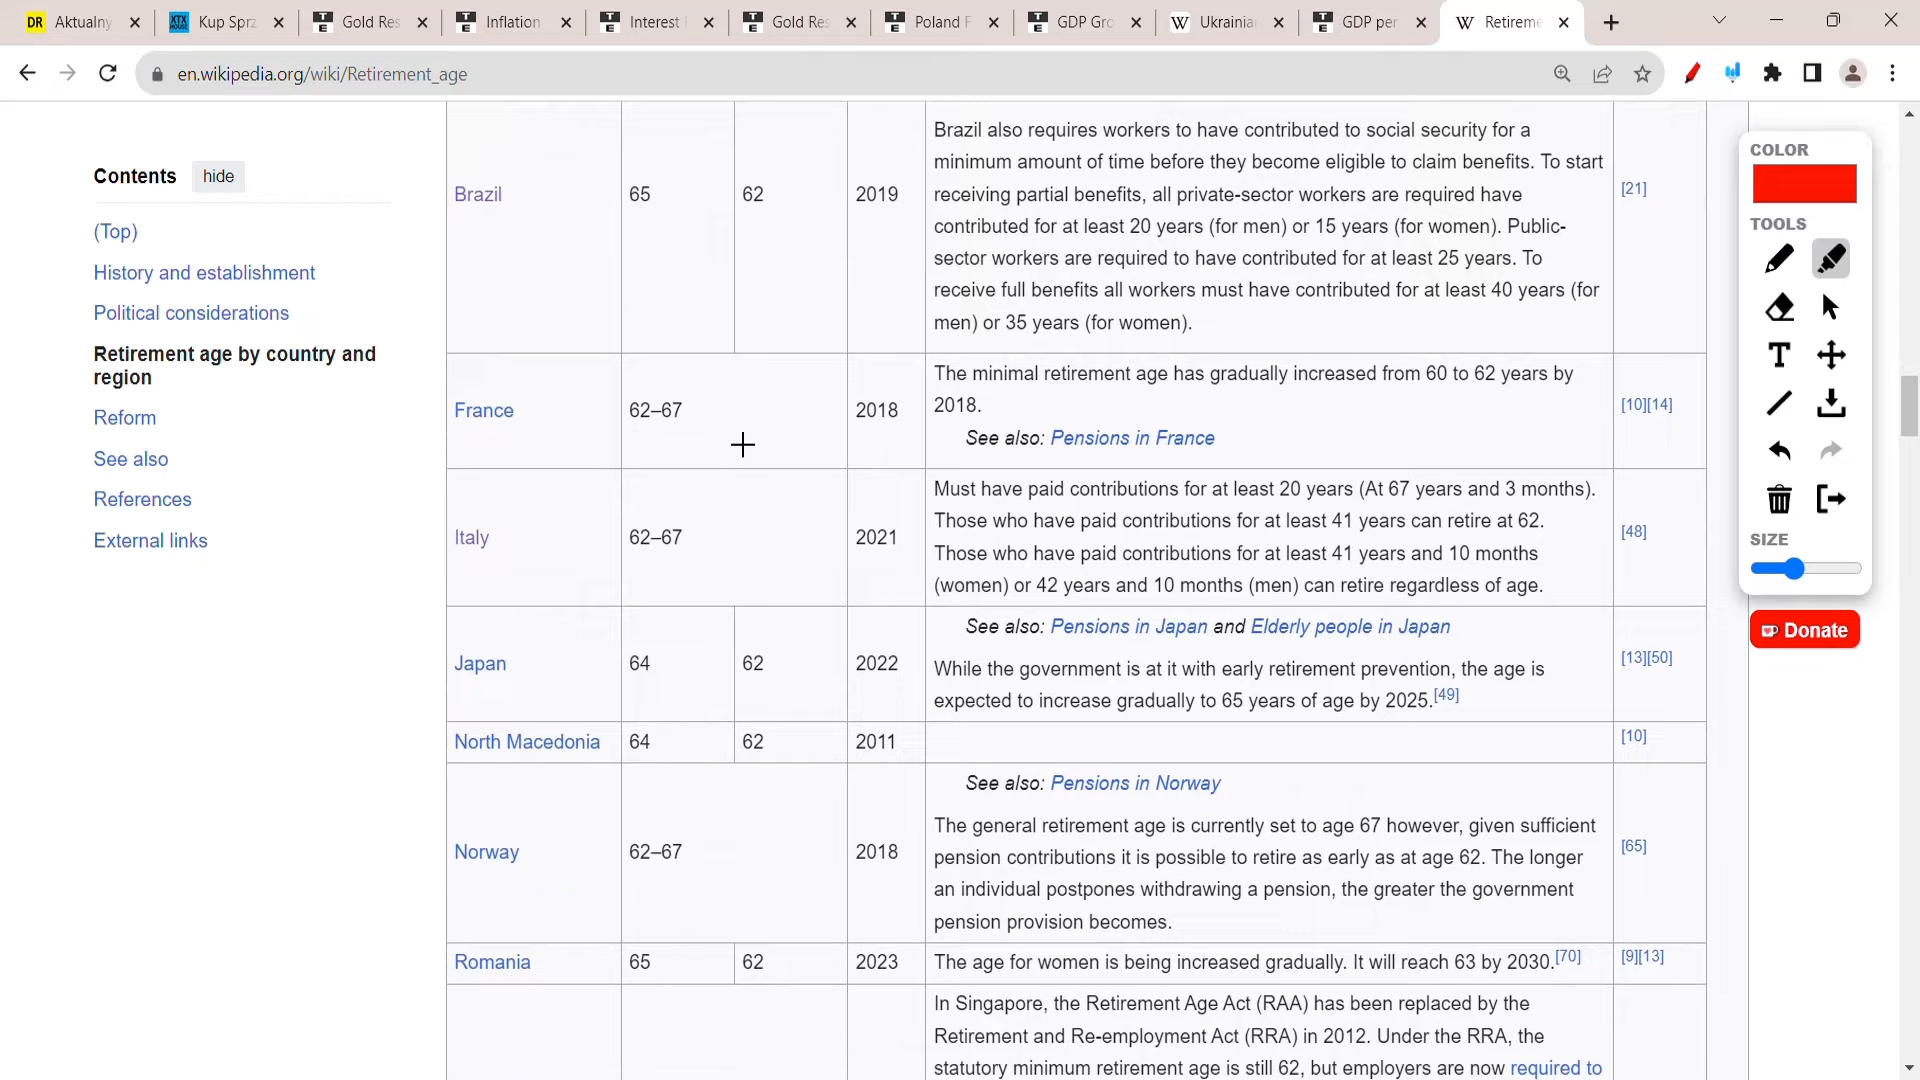 Aktualny
Kup Sprz
Gold Res
Inflation
Interest
Gold Res
Poland F
GDP Gro
Ukrainia
GDP per
Retireme
en.wikipedia.org/wiki/Retirement_age
Contents hide
(Top)
History and establishment
Political considerations
Retirement age by country and
region
Reform
See also
References
External links
Brazil 65 62 2019
Brazil also requires workers to have contributed to social security for a
minimum amount of time before they become eligible to claim benefits. To start
receiving partial benefits, all private-sector workers are required have
contributed for at least 20 years (for men) or 15 years (for women). Public-
sector workers are required to have contributed for at least 25 years. To
receive full benefits all workers must have contributed for at least 40 years (for
men) or 35 years (for women).
[21]
France 62–67 2018
The minimal retirement age has gradually increased from 60 to 62 years by
2018.
See also: Pensions in France
[10][14]
Italy 62–67 2021
Must have paid contributions for at least 20 years (At 67 years and 3 months).
Those who have paid contributions for at least 41 years can retire at 62.
Those who have paid contributions for at least 41 years and 10 months
(women) or 42 years and 10 months (men) can retire regardless of age.
[48]
Japan 64 62 2022
See also: Pensions in Japan and Elderly people in Japan
While the government is at it with early retirement prevention, the age is
expected to increase gradually to 65 years of age by 2025.[49]
[13][50]
North Macedonia 64 62 2011 [10]
Norway 62–67 2018
See also: Pensions in Norway
The general retirement age is currently set to age 67 however, given sufficient
pension contributions it is possible to retire as early as at age 62. The longer
an individual postpones withdrawing a pension, the greater the government
pension provision becomes.
[65]
Romania 65 62 2023 The age for women is being increased gradually. It will reach 63 by 2030.[70] [9][13]
In Singapore, the Retirement Age Act (RAA) has been replaced by the
Retirement and Re-employment Act (RRA) in 2012. Under the RRA, the
statutory minimum retirement age is still 62, but employers are now required to
COLOR
TOOLS
T
SIZE
Donate